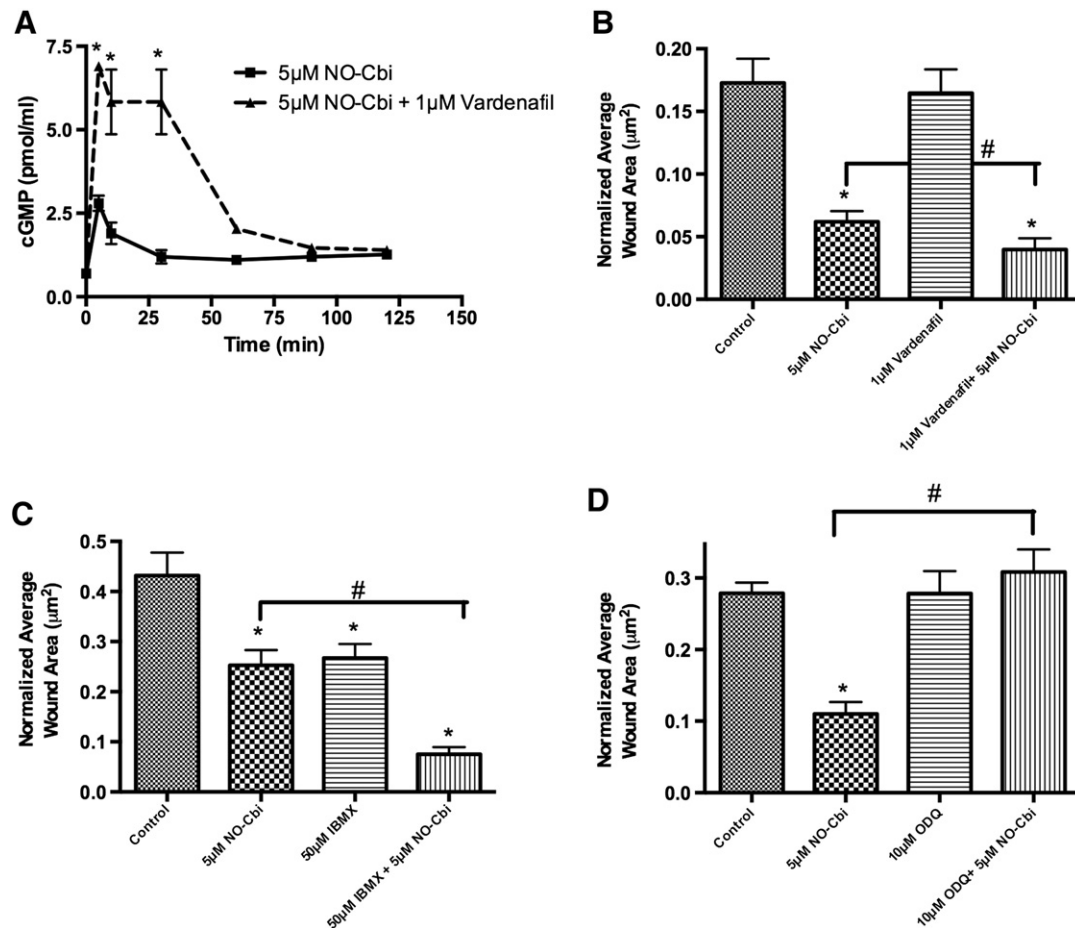 A
7.5
5.0
2.5
0.0
cGMP (pmol/ml)
* * *
5µM NO-Cbi
5µM NO-Cbi + 1µM Vardenafil
0 25 50 75 100 125 150
Time (min)
B
0.20
0.15
0.10
0.05
0.00
Normalized Average
Wound Area (µm²)
#
* *
Control
5µM NO-Cbi
1µM Vardenafil
1µM Vardenafil+ 5µM NO-Cbi
C
0.5
0.4
0.3
0.2
0.1
0.0
Normalized Average
Wound Area (µm²)
#
* * *
Control
5µM NO-Cbi
50µM IBMX
50µM IBMX + 5µM NO-Cbi
D
0.3
0.2
0.1
0.0
Normalized Average
Wound Area (µm²)
#
*
Control
5µM NO-Cbi
10µM ODQ
10µM ODQ+ 5µM NO-Cbi